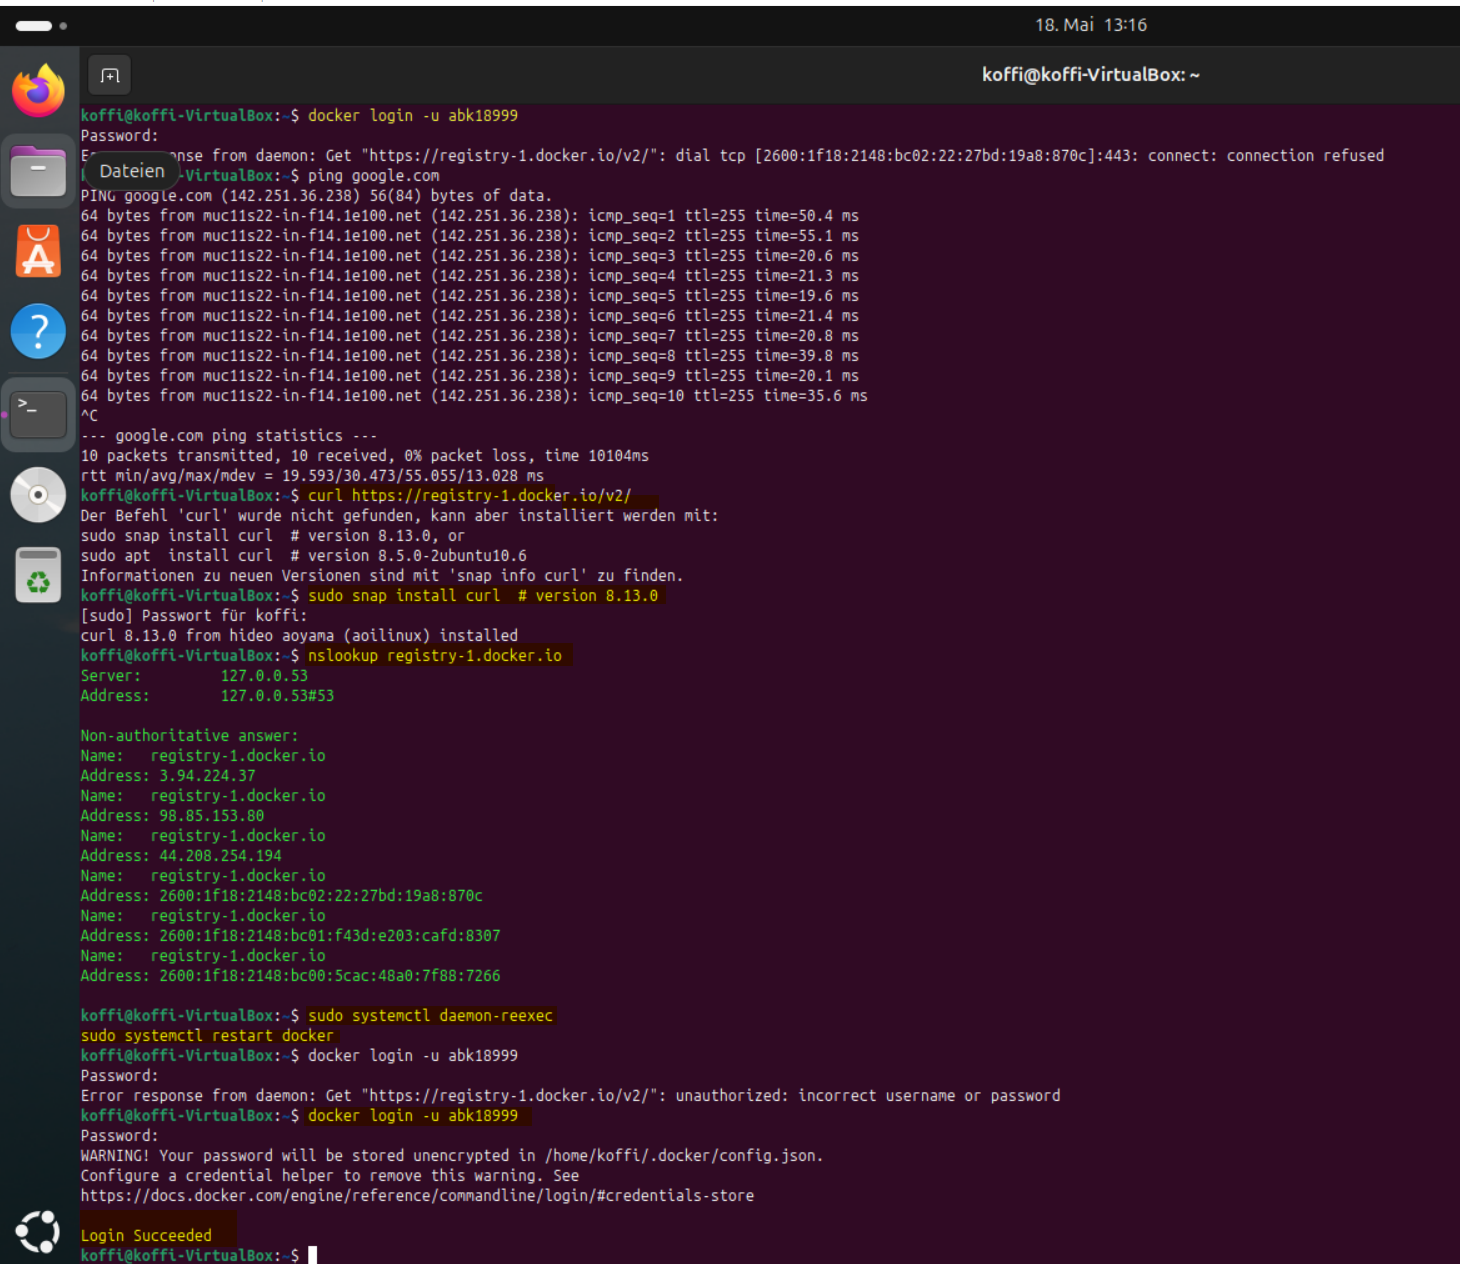 18. Mai 13:16
koffi@koffi-VirtualBox: ~
koffi@koffi-VirtualBox:~$ docker login -u abk18999
Password:
nse from daemon: Get "https://registry-1.docker.io/v2/": dial tcp [2600:1f18:2148:bc02:22:27bd:19a8:870c]:443: connect: connection refused
Dateien
-VirtualBox:~$ ping google.com
PING google.com (142.251.36.238) 56(84) bytes of data.
64 bytes from muc11s22-in-f14.1e100.net (142.251.36.238): icmp_seq=1 ttl=255 time=50.4 ms
64 bytes from muc11s22-in-f14.1e100.net (142.251.36.238): icmp_seq=2 ttl=255 time=55.1 ms
64 bytes from muc11s22-in-f14.1e100.net (142.251.36.238): icmp_seq=3 ttl=255 time=20.6 ms
64 bytes from muc11s22-in-f14.1e100.net (142.251.36.238): icmp_seq=4 ttl=255 time=21.3 ms
64 bytes from muc11s22-in-f14.1e100.net (142.251.36.238): icmp_seq=5 ttl=255 time=19.6 ms
64 bytes from muc11s22-in-f14.1e100.net (142.251.36.238): icmp_seq=6 ttl=255 time=21.4 ms
64 bytes from muc11s22-in-f14.1e100.net (142.251.36.238): icmp_seq=7 ttl=255 time=20.8 ms
64 bytes from muc11s22-in-f14.1e100.net (142.251.36.238): icmp_seq=8 ttl=255 time=39.8 ms
64 bytes from muc11s22-in-f14.1e100.net (142.251.36.238): icmp_seq=9 ttl=255 time=20.1 ms
64 bytes from muc11s22-in-f14.1e100.net (142.251.36.238): icmp_seq=10 ttl=255 time=35.6 ms
^C
--- google.com ping statistics ---
10 packets transmitted, 10 received, 0% packet loss, time 10104ms
rtt min/avg/max/mdev = 19.593/30.473/55.055/13.028 ms
koffi@koffi-VirtualBox:~$ curl https://registry-1.docker.io/v2/
Der Befehl 'curl' wurde nicht gefunden, kann aber installiert werden mit:
sudo snap install curl  # version 8.13.0, or
sudo apt  install curl  # version 8.5.0-2ubuntu10.6
Informationen zu neuen Versionen sind mit 'snap info curl' zu finden.
koffi@koffi-VirtualBox:~$ sudo snap install curl  # version 8.13.0
[sudo] Passwort für koffi:
curl 8.13.0 from hideo aoyama (aoilinux) installed
koffi@koffi-VirtualBox:~$ nslookup registry-1.docker.io
Server:         127.0.0.53
Address:        127.0.0.53#53
Non-authoritative answer:
Name:   registry-1.docker.io
Address: 3.94.224.37
Name:   registry-1.docker.io
Address: 98.85.153.80
Name:   registry-1.docker.io
Address: 44.208.254.194
Name:   registry-1.docker.io
Address: 2600:1f18:2148:bc02:22:27bd:19a8:870c
Name:   registry-1.docker.io
Address: 2600:1f18:2148:bc01:f43d:e203:cafd:8307
Name:   registry-1.docker.io
Address: 2600:1f18:2148:bc00:5cac:48a0:7f88:7266
koffi@koffi-VirtualBox:~$ sudo systemctl daemon-reexec
sudo systemctl restart docker
koffi@koffi-VirtualBox:~$ docker login -u abk18999
Password:
Error response from daemon: Get "https://registry-1.docker.io/v2/": unauthorized: incorrect username or password
koffi@koffi-VirtualBox:~$ docker login -u abk18999
Password:
WARNING! Your password will be stored unencrypted in /home/koffi/.docker/config.json.
Configure a credential helper to remove this warning. See
https://docs.docker.com/engine/reference/commandline/login/#credentials-store
Login Succeeded
koffi@koffi-VirtualBox:~$